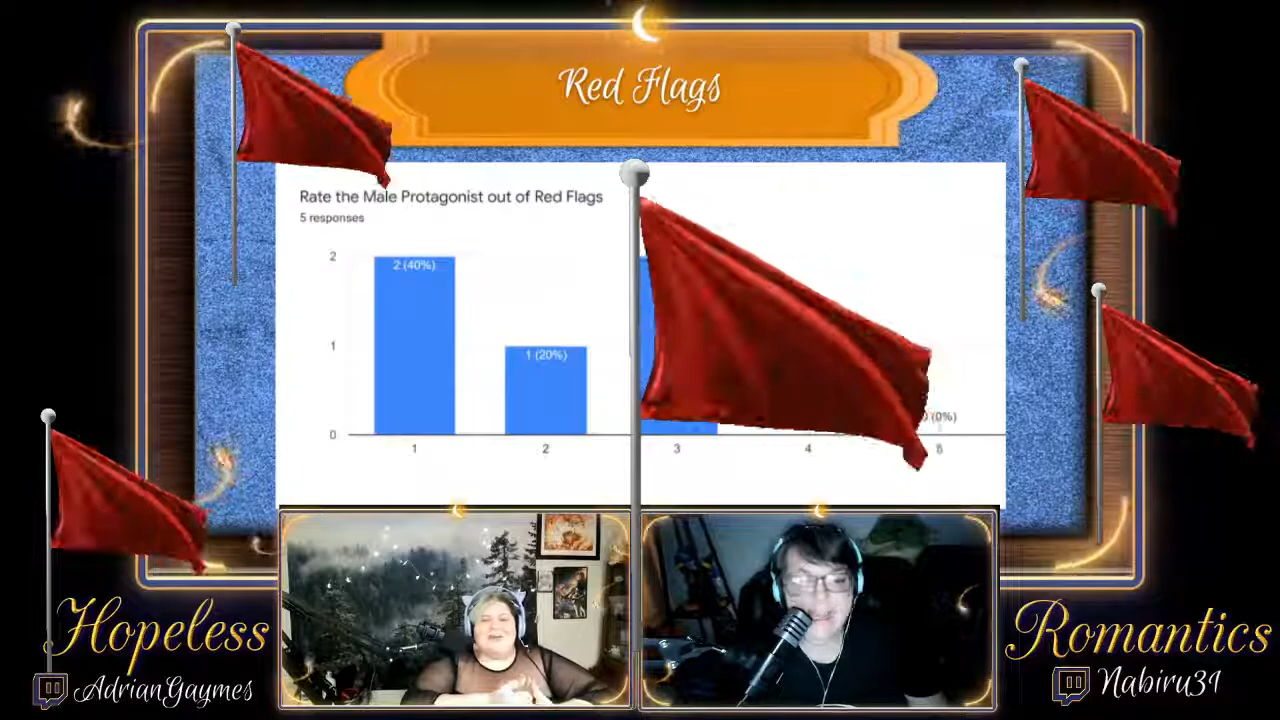 Red Flags
Rate the Male Protagonist out of Red Flags
5 responses
2
2 (40%)
1
1 (20%)
(0%)
0
1 2 3 4 5
Hopeless
Romantics
AdrianGaymes
Nabiru31